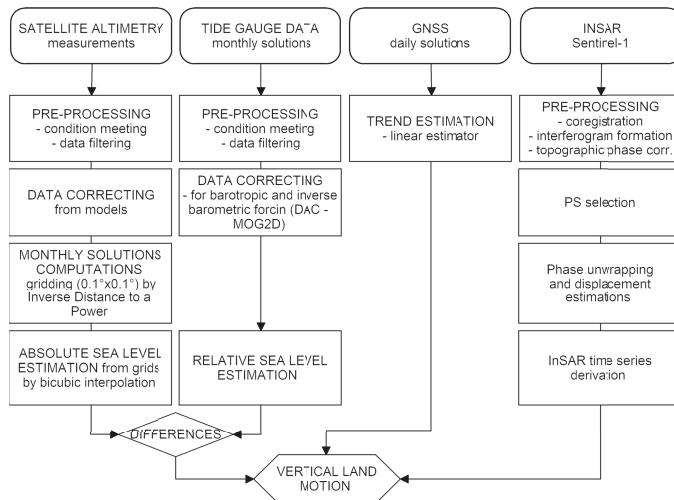 SATELLITE ALTIMETRY
measurements
TIDE GAUGE DATA
monthly solutions
GNSS
daily solutions
INSAR
Sentirel-1
PRE-PROCESSING
- condition meeting
- data filtering
PRE-PROCESSING
- condition meeting
- data filtering
TREND ESTIMATION
- linear estimator
PRE-PROCESSING
- coregistration
- interferogram formation
- topographic phase corr.
DATA CORRECTING
from models
DATA CORRECTING
- for barotropic and inverse
barometric forcin (DAC -
MOG2D)
PS selection
MONTHLY SOLUTIONS
COMPUTATIONS
gridding (0.1°x0.1°) by
Inverse Distance to a
Power
Phase unwrapping
and displacement
estimations
ABSOLUTE SEA LEVEL
ESTIMATION from grids
by bicubic interpolation
RELATIVE SEA LEVEL
ESTIMATION
InSAR time series
derivation
DIFFERENCES
VERTICAL LAND
MOTION